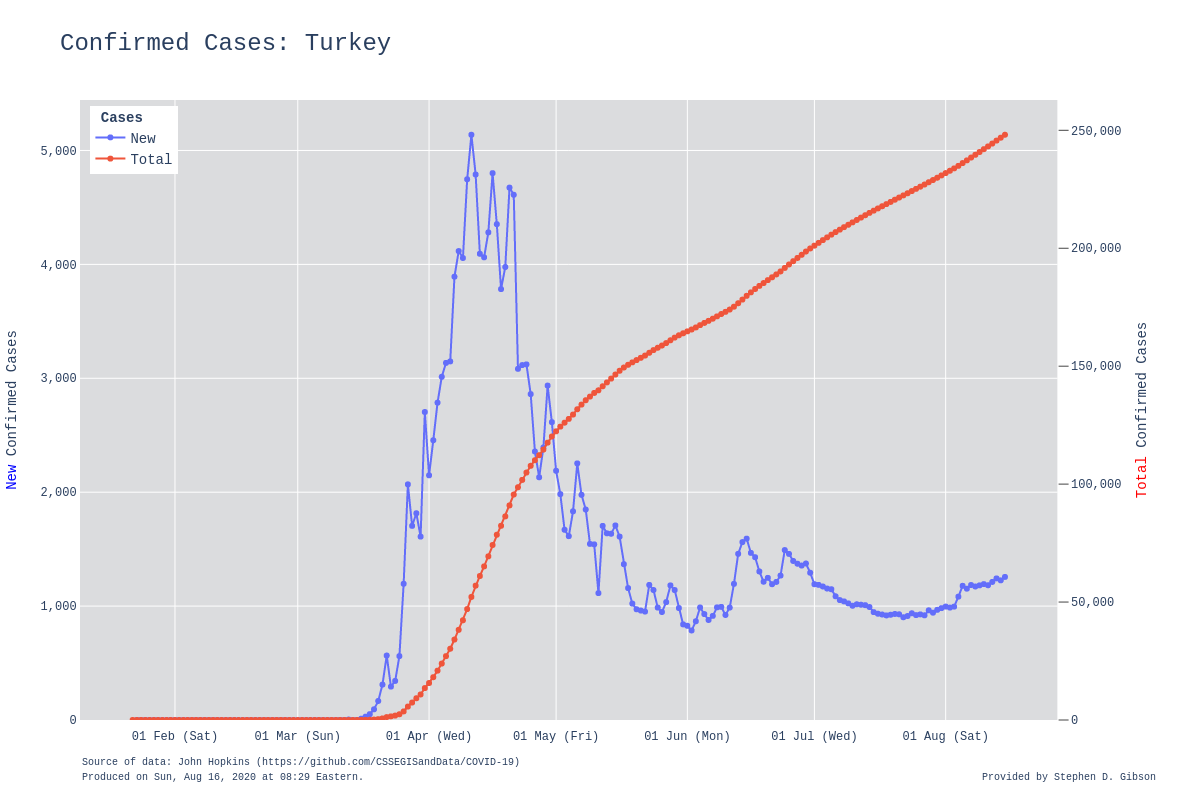 Confirmed Cases: Turkey
Cases
New
Total
5,000
4,000
3,000
2,000
1,000
0
250,000
200,000
150,000
100,000
50,000
0
New Confirmed Cases
Total Confirmed Cases
01 Feb (Sat) 01 Mar (Sun) 01 Apr (Wed) 01 May (Fri) 01 Jun (Mon) 01 Jul (Wed) 01 Aug (Sat)
Source of data: John Hopkins (https://github.com/CSSEGISandData/COVID-19)
Produced on Sun, Aug 16, 2020 at 08:29 Eastern.
Provided by Stephen D. Gibson